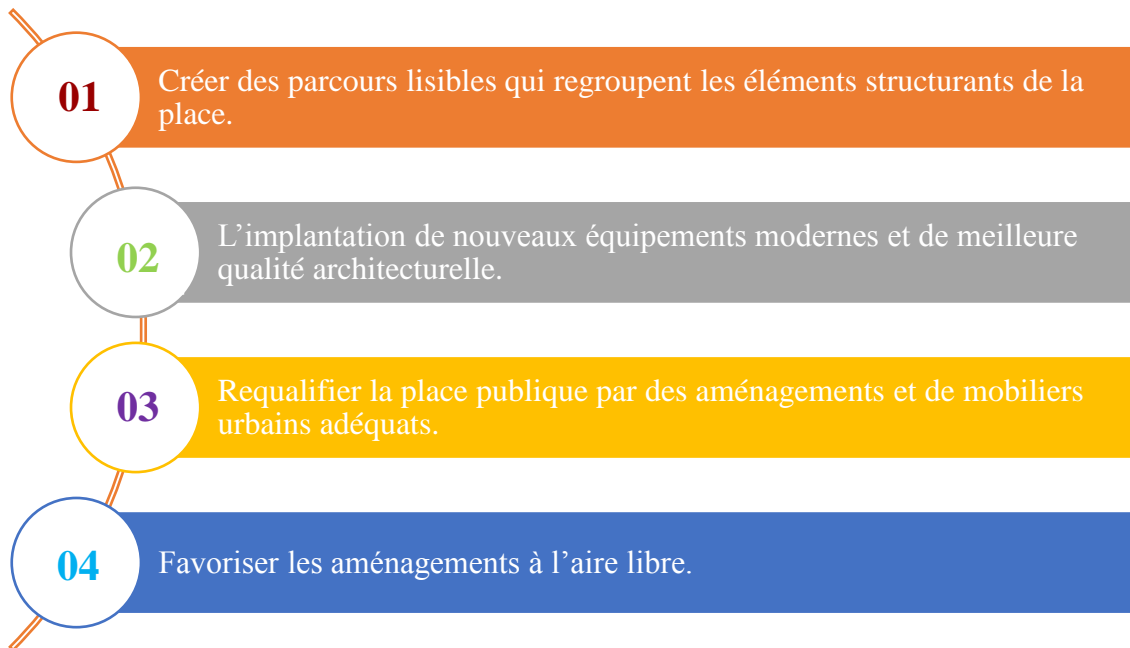 01
Créer des parcours lisibles qui regroupent les éléments structurants de la
place.
02
L’implantation de nouveaux équipements modernes et de meilleure
qualité architecturelle.
03
Requalifier la place publique par des aménagements et de mobiliers
urbains adéquats.
04
Favoriser les aménagements à l’aire libre.